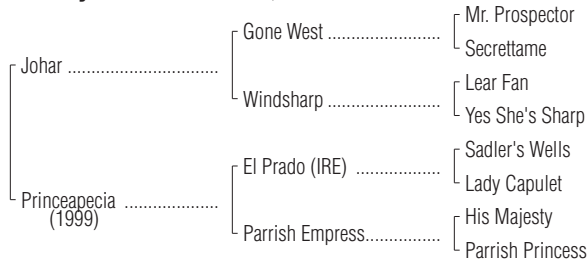 Mr. Prospector
Gone West ....................
Secrettame
Johar ...........................
Lear Fan
Windsharp ....................
Yes She's Sharp
Sadler's Wells
El Prado (IRE) ...............
Lady Capulet
Princeapecia .................
(1999)
His Majesty
Parrish Empress...............
Parrish Princess